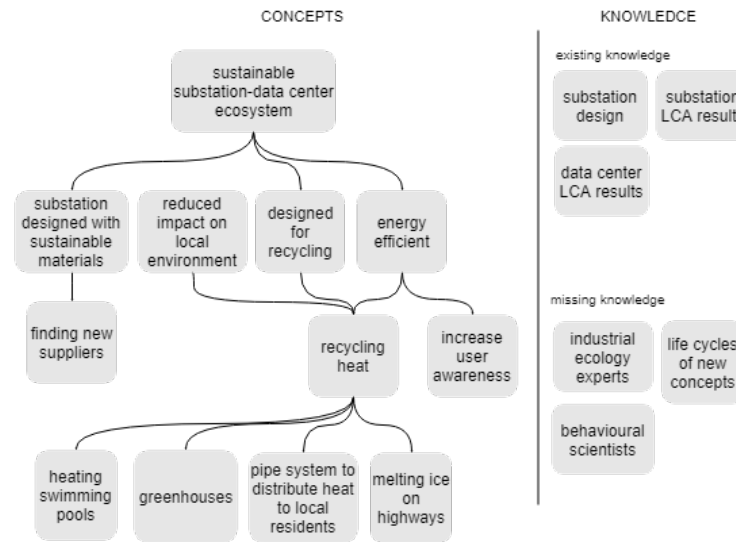 CONCEPTS
sustainable
substation-data center
ecosystem
substation
designed with
sustainable
materials
reduced
impact on
local
environment
designed
for
recycling
energy
efficient
finding new
suppliers
recycling
heat
increase
user
awareness
heating
swimming
pools
greenhouses
pipe system to
distribute heat
to local
residents
melting ice
on
highways
KNOWLEDCE
existing knowledge
substation
design
substation
LCA results
data center
LCA results
missing knowledge
industrial
ecology
experts
life cycles
of new
concepts
behavioural
scientists